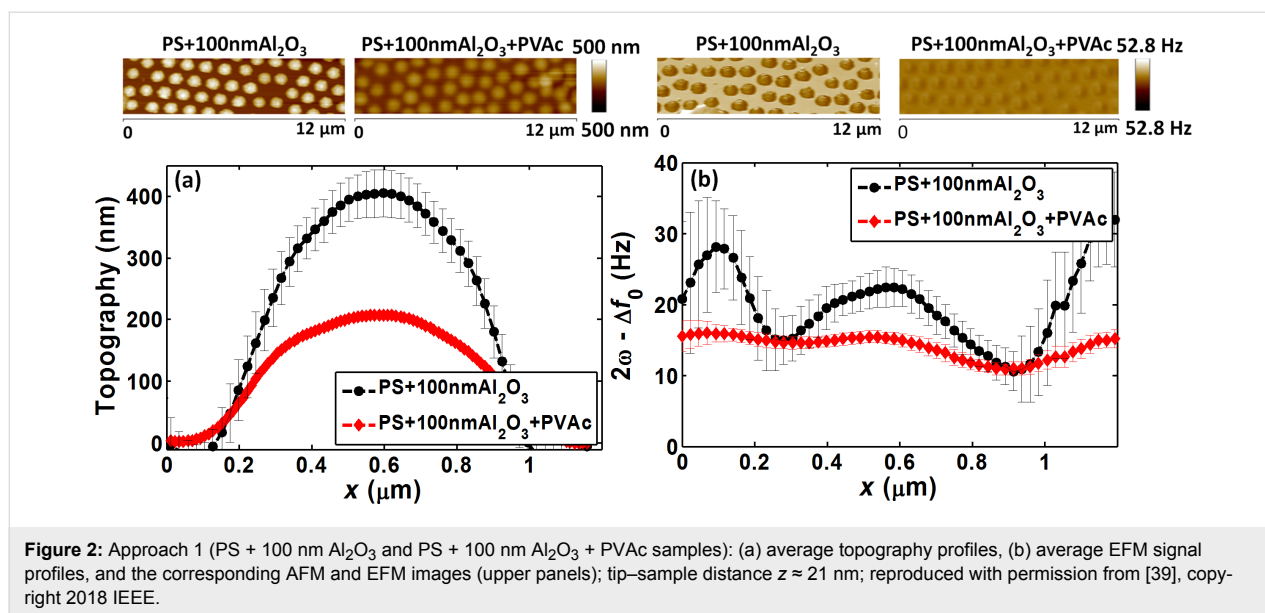 PS+100nmAl₂O₃
PS+100nmAl₂O₃+PVAc
500 nm
500 nm
0
12 µm
0
12 µm
PS+100nmAl₂O₃
PS+100nmAl₂O₃+PVAc
52.8 Hz
52.8 Hz
0
12 µm
0
12 µm
(a)
Topography (nm)
400
300
200
100
0
PS+100nmAl₂O₃
PS+100nmAl₂O₃+PVAc
0
0.2
0.4
0.6
0.8
1
x (µm)
(b)
2ω - Δf₀ (Hz)
40
30
20
10
0
PS+100nmAl₂O₃
PS+100nmAl₂O₃+PVAc
0
0.2
0.4
0.6
0.8
1
x (µm)
Figure 2: Approach 1 (PS + 100 nm Al₂O₃ and PS + 100 nm Al₂O₃ + PVAc samples): (a) average topography profiles, (b) average EFM signal
profiles, and the corresponding AFM and EFM images (upper panels); tip–sample distance z ≈ 21 nm; reproduced with permission from [39], copy-
right 2018 IEEE.